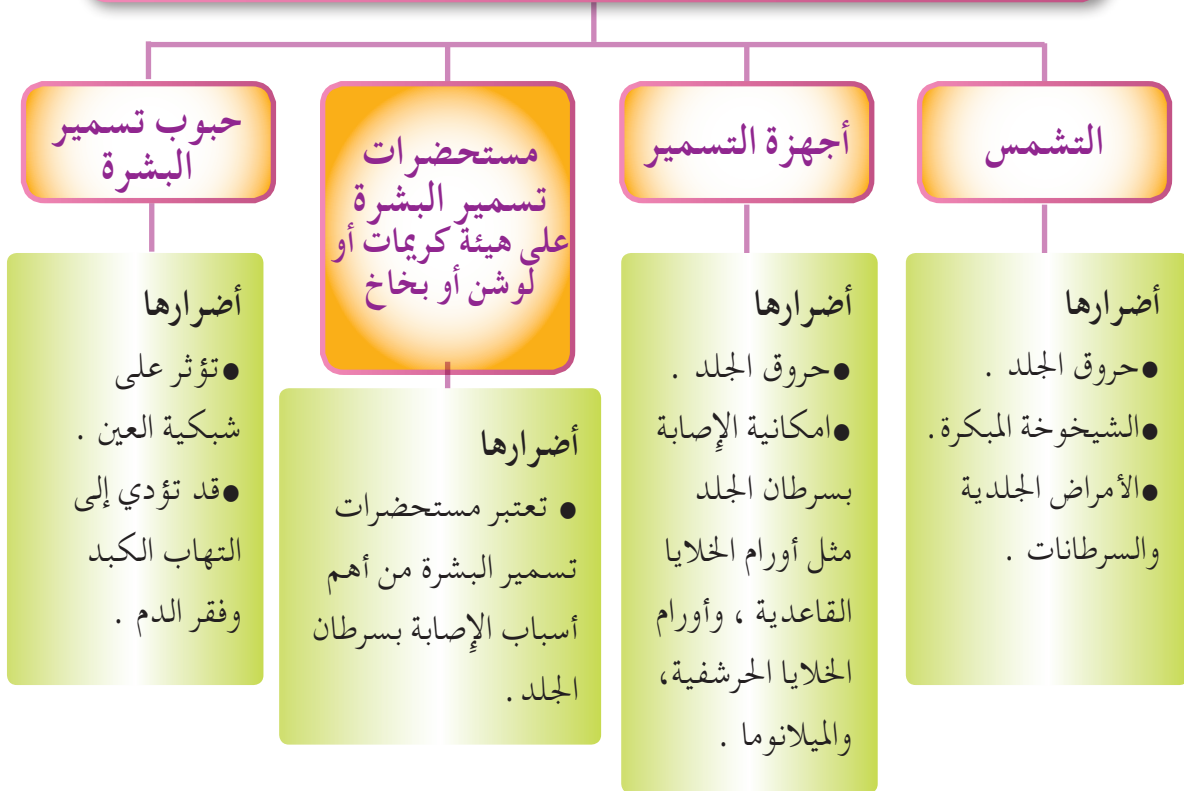 التشمس
أضرارها
●حروق الجلد .
●الشيخوخة المبكرة .
●الأمراض الجلدية
والسرطانات .
أجهزة التسمير
أضرارها
●حروق الجلد .
●امكانية الإصابة
بسرطان الجلد
مثل أورام الخلايا
القاعدية ، وأورام
الخلايا الحرشفية،
والميلانوما .
مستحضرات
تسمير البشرة
على هيئة كريمات أو
لوشن أو بخاخ
أضرارها
● تعتبر مستحضرات
تسمير البشرة من أهم
أسباب الإصابة بسرطان
الجلد .
حبوب تسمير
البشرة
أضرارها
●تؤثر على
شبكية العين .
●قد تؤدي إلى
التهاب الكبد
وفقر الدم .